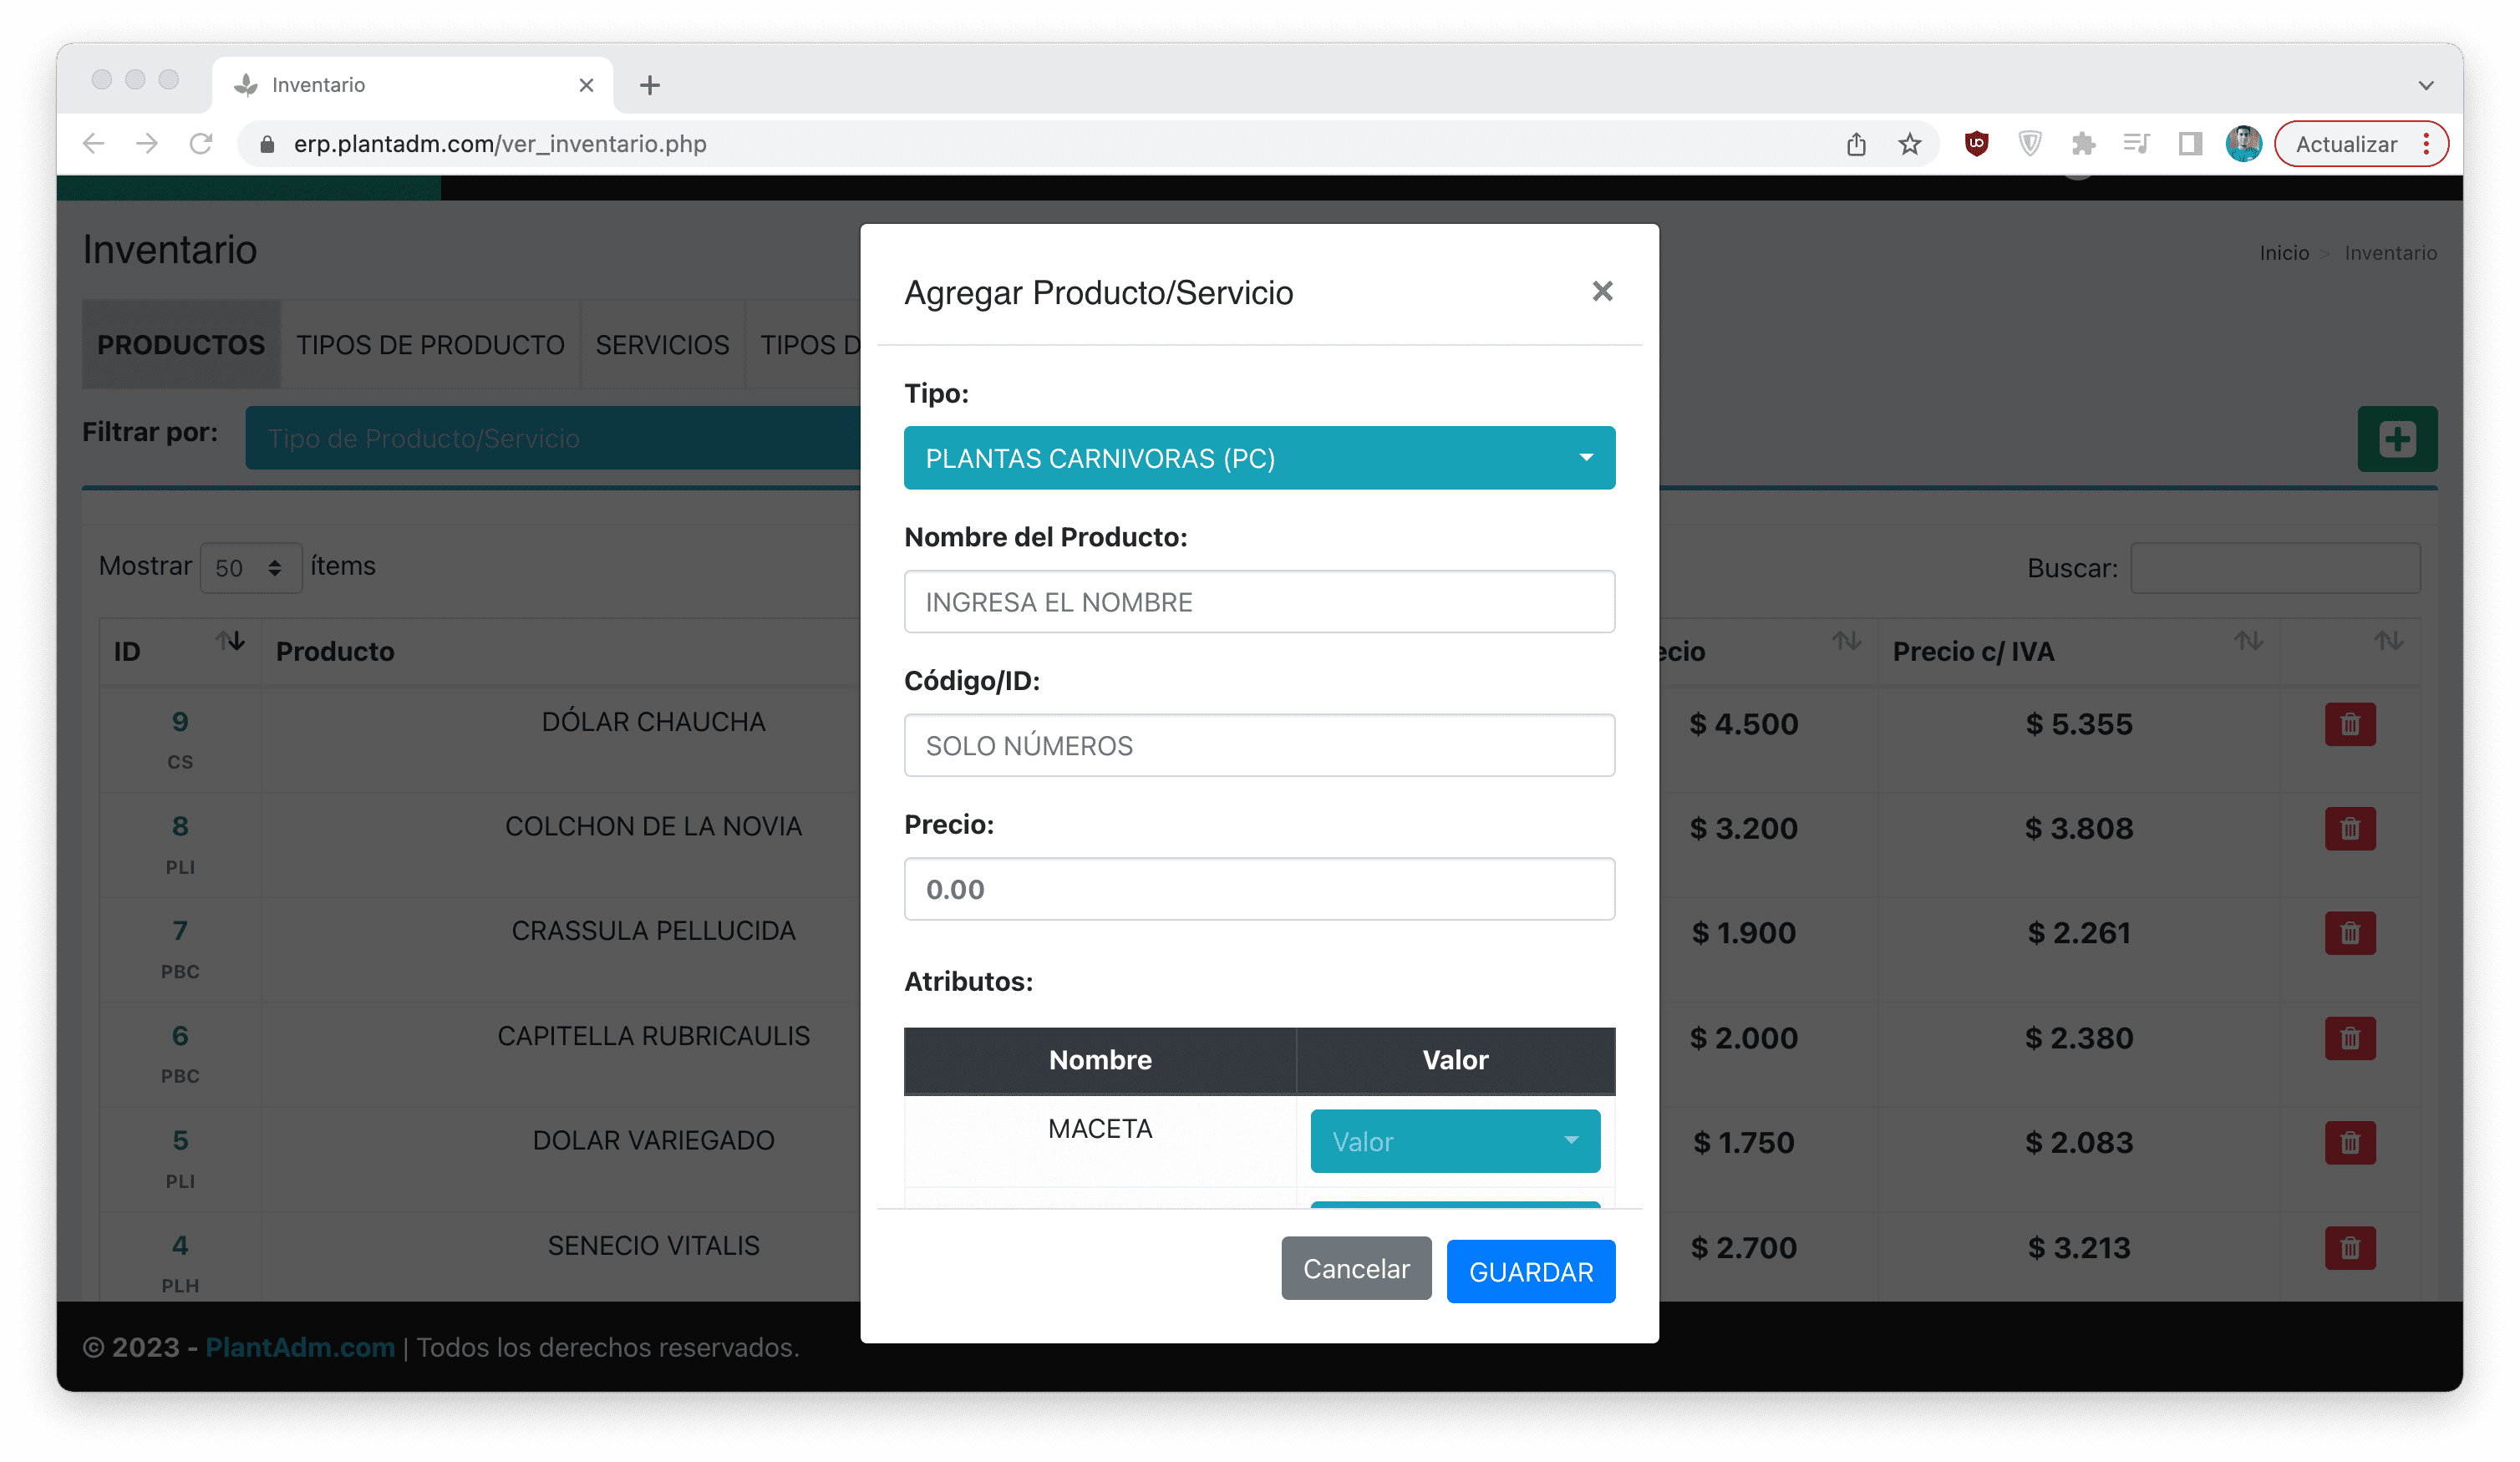 Inventario
erp.plantadm.com/ver_inventario.php
Actualizar
Inventario
Inicio > Inventario
PRODUCTOS TIPOS DE PRODUCTO SERVICIOS TIPOS D
Filtrar por: Tipo de Producto/Servicio
Mostrar 50 ítems
Buscar:
ID Producto ecio Precio c/ IVA
9 DÓLAR CHAUCHA $ 4.500 $ 5.355
CS
8 COLCHON DE LA NOVIA $ 3.200 $ 3.808
PLI
7 CRASSULA PELLUCIDA $ 1.900 $ 2.261
PBC
6 CAPITELLA RUBRICAULIS $ 2.000 $ 2.380
PBC
5 DOLAR VARIEGADO $ 1.750 $ 2.083
PLI
4 SENECIO VITALIS $ 2.700 $ 3.213
PLH
Agregar Producto/Servicio ×
Tipo:
PLANTAS CARNIVORAS (PC)
Nombre del Producto:
INGRESA EL NOMBRE
Código/ID:
SOLO NÚMEROS
Precio:
0.00
Atributos:
Nombre Valor
MACETA Valor
Cancelar GUARDAR
© 2023 - PlantAdm.com | Todos los derechos reservados.